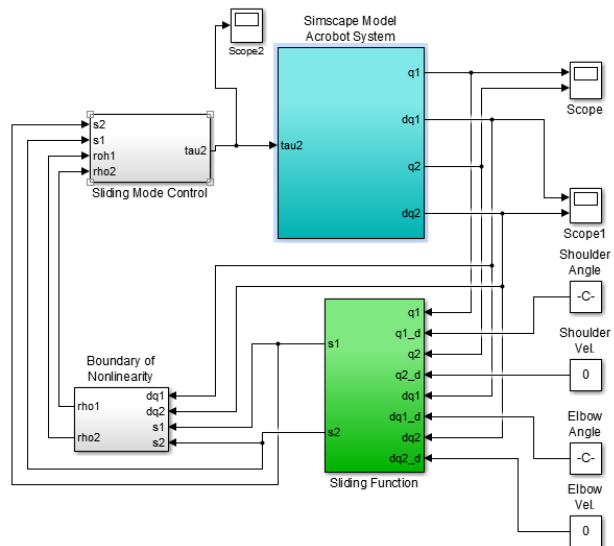 Scope2
Simscape Model
Acrobot System
tau2
q1
dq1
q2
dq2
Scope
Scope1
s2
s1
roh1
rho2
tau2
Sliding Mode Control
Shoulder
Angle
-C-
Shoulder
Vel.
0
Elbow
Angle
-C-
Elbow
Vel.
0
q1
q1_d
q2
q2_d
dq1
dq1_d
dq2
dq2_d
s1
s2
Sliding Function
Boundary of
Nonlinearity
dq1
dq2
s1
s2
rho1
rho2